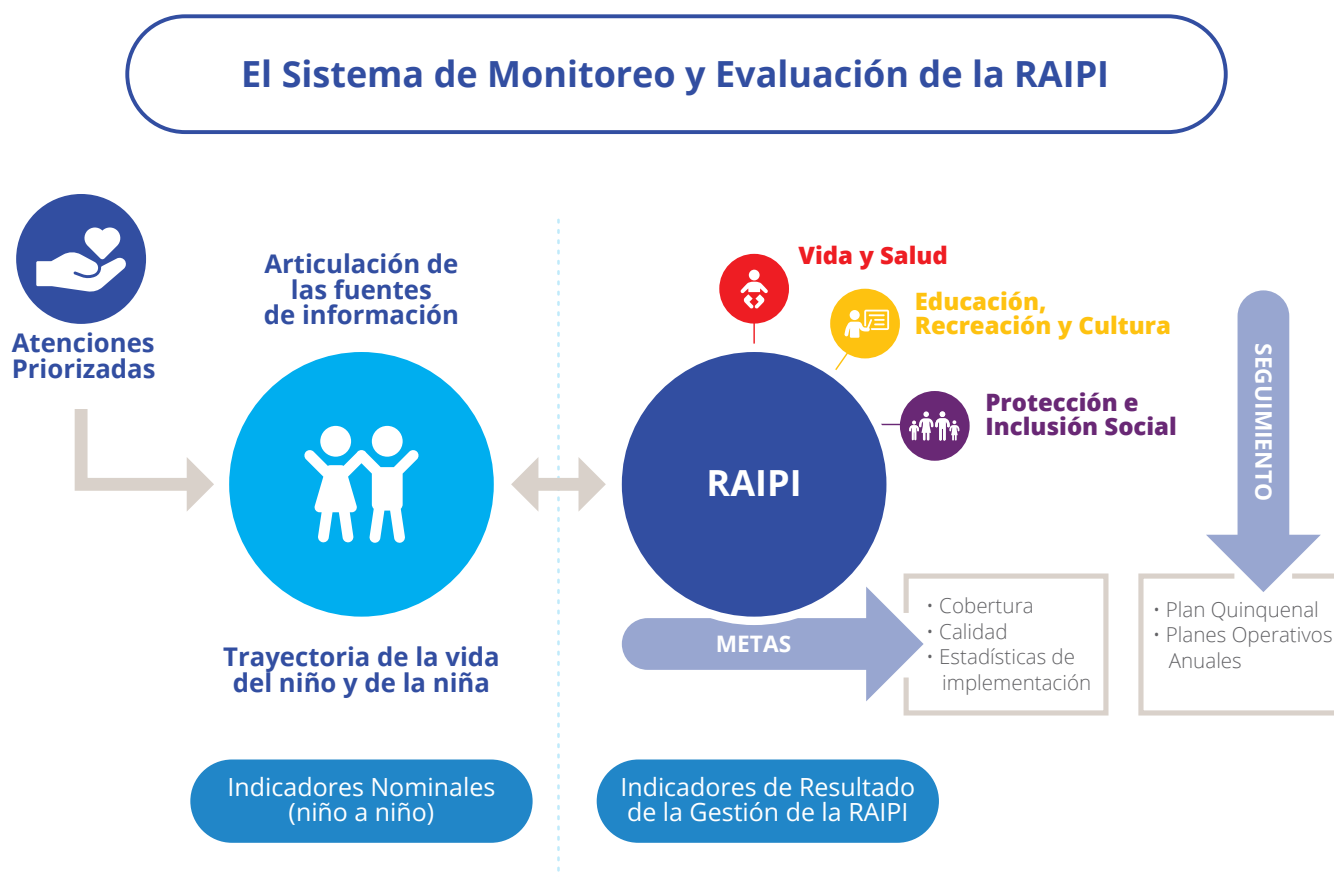 El Sistema de Monitoreo y Evaluación de la RAIPI
Atenciones
Priorizadas
Articulación de
las fuentes
de información
Trayectoria de la vida
del niño y de la niña
Indicadores Nominales
(niño a niño)
Vida y Salud
Educación,
Recreación y Cultura
Protección e
Inclusión Social
RAIPI
METAS
• Cobertura
• Calidad
• Estadísticas de
implementación
SEGUIMIENTO
• Plan Quinquenal
• Planes Operativos
Anuales
Indicadores de Resultado
de la Gestión de la RAIPI